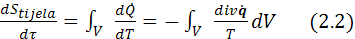 dS_tijela/dτ = ∫_V dQ̇/dT = − ∫_V div𝐪̇/T dV (2.2)